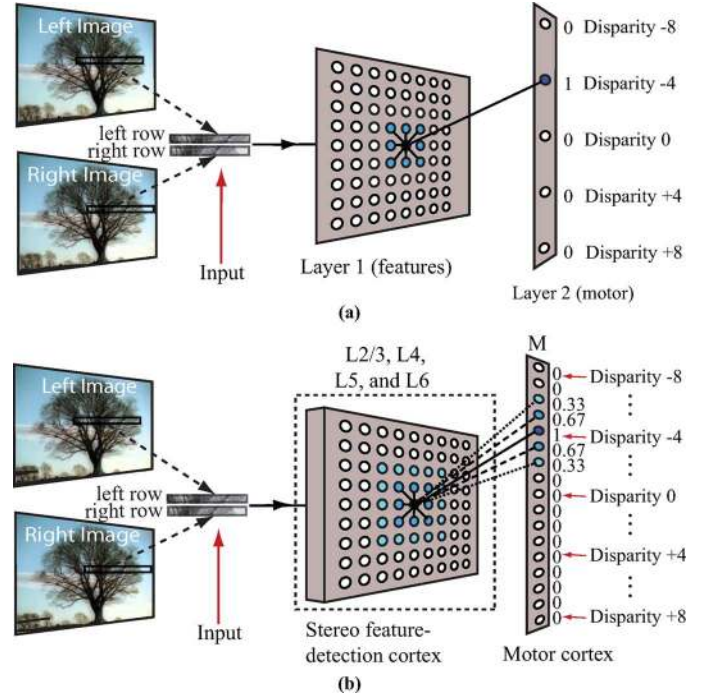 Left Image
0 Disparity -8
1 Disparity -4
left row
right row
0 Disparity 0
Right Image
0 Disparity +4
Input
0 Disparity +8
Layer 1 (features)
Layer 2 (motor)
(a)
L2/3, L4,
L5, and L6
M
Left Image
0
Disparity -8
0
0.33
0.67
1
Disparity -4
0.67
0.33
left row
right row
0
0
Disparity 0
0
0
Right Image
0
0
Disparity +4
0
0
0
Input
0
Disparity +8
Stereo feature-
detection cortex
Motor cortex
(b)